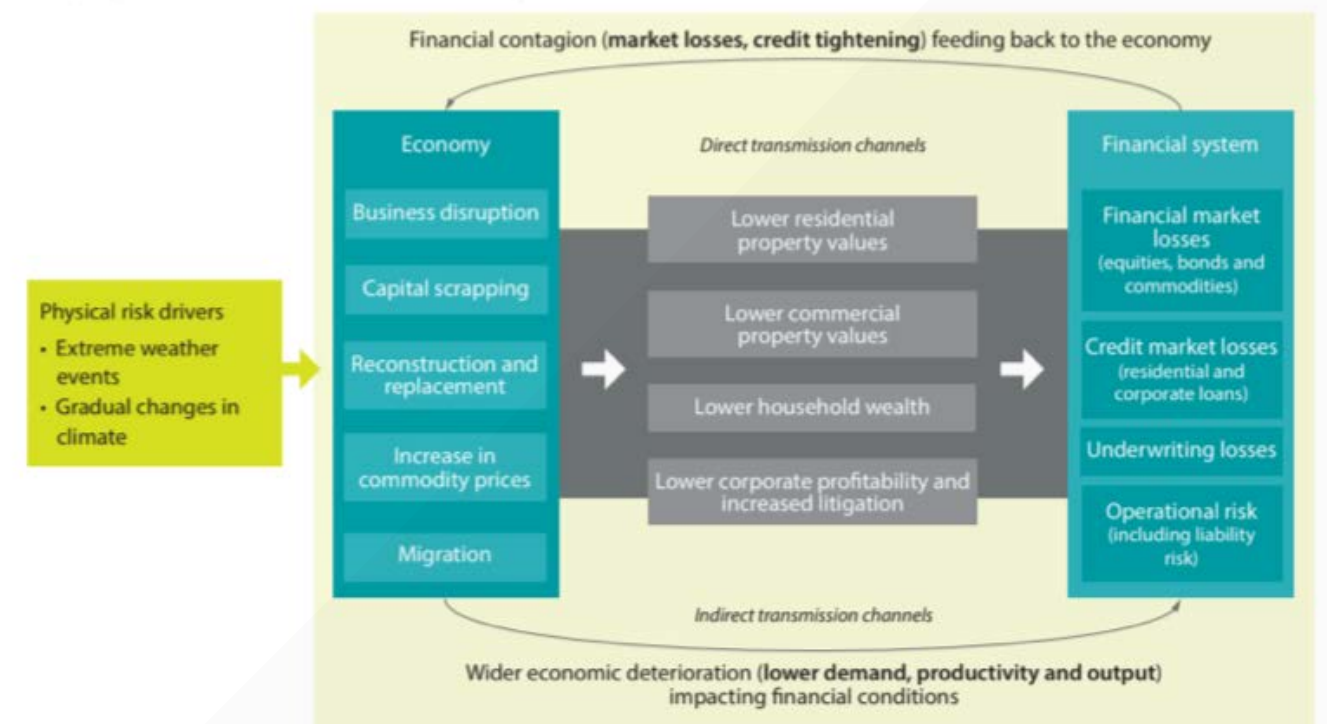 Financial contagion (market losses, credit tightening) feeding back to the economy
Economy
Direct transmission channels
Financial system
Physical risk drivers
• Extreme weather
events
• Gradual changes in
climate
Business disruption
Capital scrapping
Reconstruction and
replacement
Increase in
commodity prices
Migration
Lower residential
property values
Lower commercial
property values
Lower household wealth
Lower corporate profitability and
increased litigation
Financial market
losses
(equities, bonds and
commodities)
Credit market losses
(residential and
corporate loans)
Underwriting losses
Operational risk
(including liability
risk)
Indirect transmission channels
Wider economic deterioration (lower demand, productivity and output)
impacting financial conditions